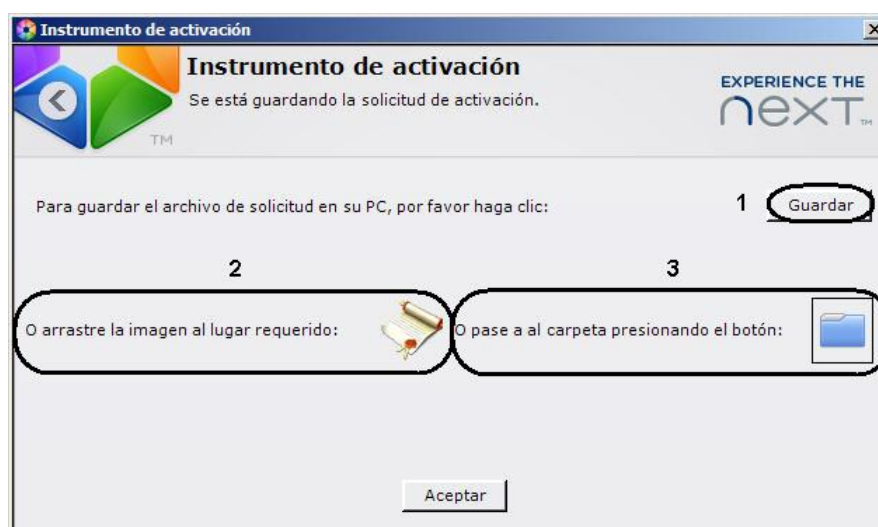 Instrumento de activación
Instrumento de activación
Se está guardando la solicitud de activación.
EXPERIENCE THE
next™
TM
Para guardar el archivo de solicitud en su PC, por favor haga clic:
1
Guardar
2
3
O arrastre la imagen al lugar requerido:
O pase a al carpeta presionando el botón:
Aceptar